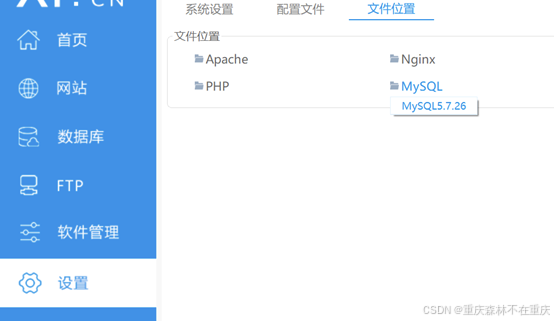 .CN
系统设置 配置文件 文件位置
首页
网站
数据库
FTP
软件管理
设置
文件位置
Apache Nginx
PHP MySQL
MySQL5.7.26
CSDN @重庆森林不在重庆